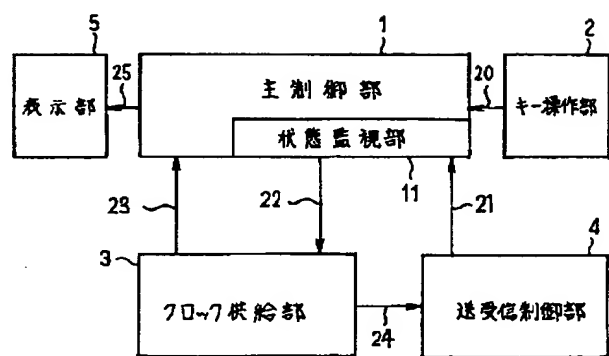 5
1
2
表示部
25
主制御部
20
キー操作部
状態監視部
23
22
11
21
3
4
クロック供給部
24
送受信制御部